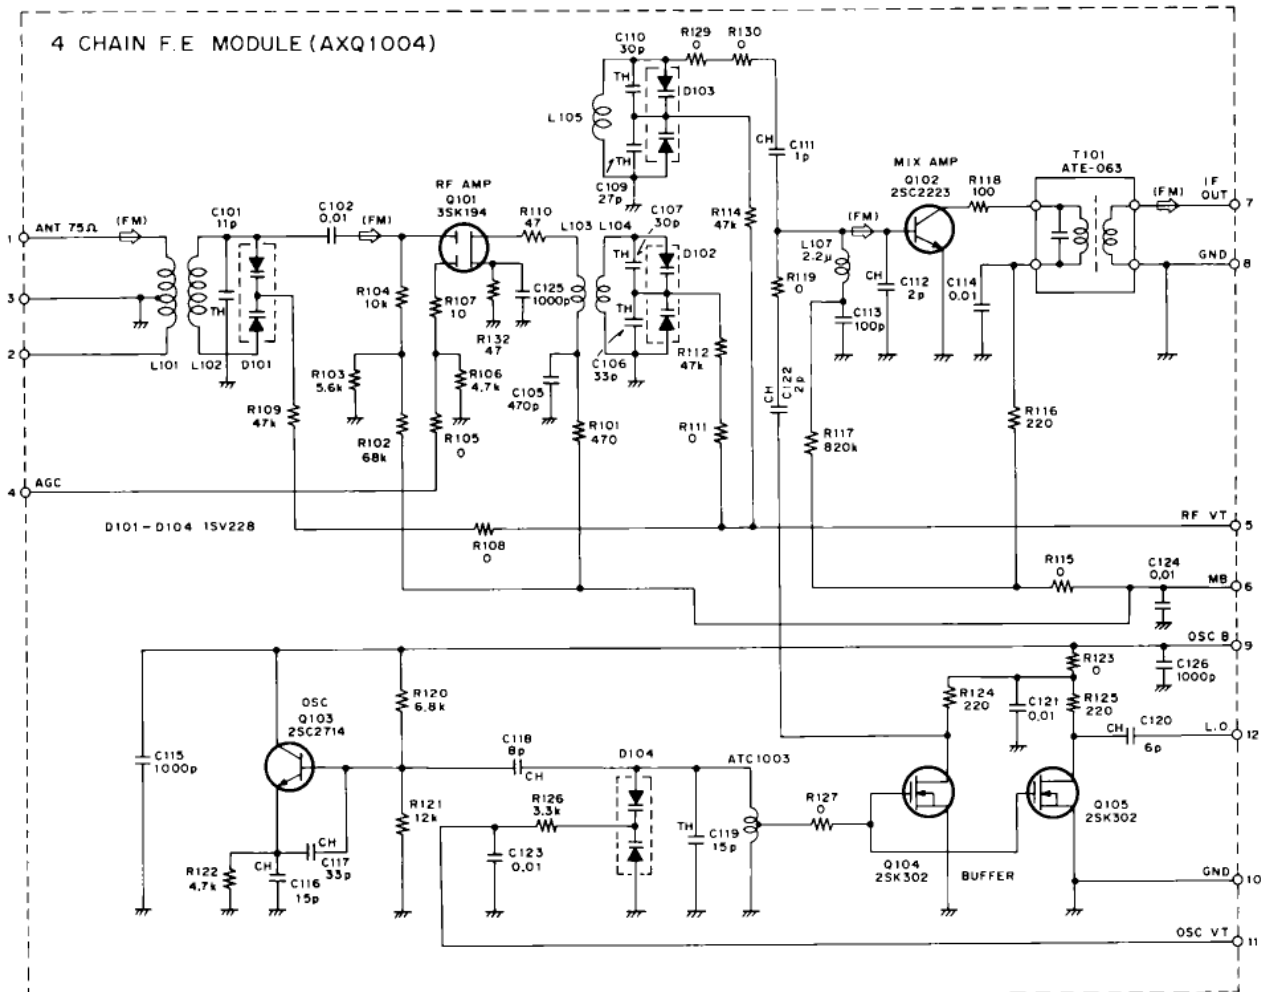 4 CHAIN F.E MODULE (AXQ1004)
C110
30p
R129
0
R130
0
TH
D103
L105
TH
C109
27p
CH
C111
1p
MIX AMP
Q102
2SC2223
R118
100
T101
ATE-063
(FM)
IF
OUT
7
RF AMP
Q101
3SK194
R110
47
L103
L104
C107
30p
R114
47k
(FM)
1
ANT 75Ω
(FM)
C101
11p
C102
0.01
(FM)
TH
D102
L107
2.2μ
GND
8
3
TH
R104
10k
R107
10
C125
1000p
TH
R119
0
CH
C112
2p
C114
0.01
C113
100p
2
L101
L102
D101
R132
47
C106
33p
R112
47k
R103
5.6k
R106
4.7k
C105
470p
CH
C122
2p
R109
47k
R102
68k
R105
0
R101
470
R111
0
R117
820k
R116
220
4
AGC
D101-D104 1SV228
R108
0
RF VT
5
R115
0
C124
0.01
MB
6
OSC B
9
R123
0
C126
1000p
R120
6.8k
R124
220
C121
0.01
R125
220
OSC
Q103
2SC2714
CH
C120
6p
L.O
12
C115
1000p
C118
8p
CH
D104
ATC1003
R121
12k
R126
3.3k
R127
0
Q105
2SK302
TH
C119
15p
CH
C117
33p
C123
0.01
R122
4.7k
CH
C116
15p
Q104
2SK302
BUFFER
GND
10
OSC VT
11